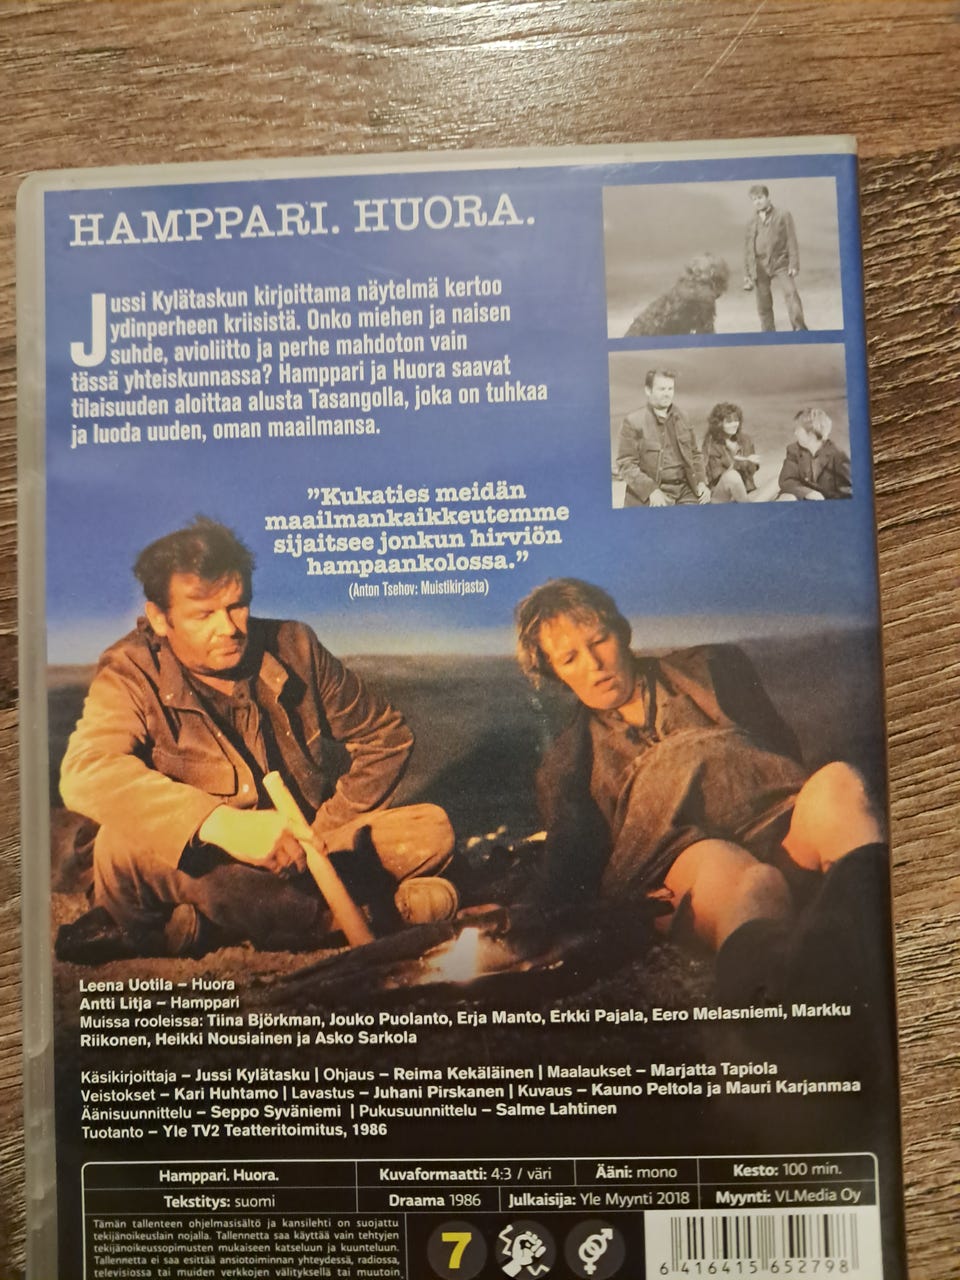 HAMPPARI. HUORA.
Jussi Kylätaskun kirjoittama näytelmä kertoo
ydinperheen kriisistä. Onko miehen ja naisen
suhde, avioliitto ja perhe mahdoton vain
tässä yhteiskunnassa? Hamppari ja Huora saavat
tilaisuuden aloittaa alusta Tasangolla, joka on tuhkaa
ja luoda uuden, oman maailmansa.
”Kukaties meidän
maailmankaikkeutemme
sijaitsee jonkun hirviön
hampaankolossa.”
(Anton Tsehov: Muistikirjasta)
Leena Uotila – Huora
Antti Litja – Hamppari
Muissa rooleissa: Tiina Björkman, Jouko Puolanto, Erja Manto, Erkki Pajala, Eero Melasniemi, Markku
Riikonen, Heikki Nousiainen ja Asko Sarkola
Käsikirjoittaja – Jussi Kylätasku | Ohjaus – Reima Kekäläinen | Maalaukset – Marjatta Tapiola
Veistokset – Kari Huhtamo | Lavastus – Juhani Pirskanen | Kuvaus – Kauno Peltola ja Mauri Karjanmaa
Äänisuunnittelu – Seppo Syväniemi | Pukusuunnittelu – Salme Lahtinen
Tuotanto – Yle TV2 Teatteritoimitus, 1986
Hamppari. Huora. Kuvaformaatti: 4:3 / väri Ääni: mono Kesto: 100 min.
Tekstitys: suomi Draama 1986 Julkaisija: Yle Myynti 2018 Myynti: VLMedia Oy
Tämän tallenteen ohjelmasisältö ja kansilehti on suojattu
tekijänoikeuslain nojalla. Tallennetta saa käyttää vain tehtyjen
tekijänoikeussopimusten mukaiseen katseluun ja kuunteluun.
Tallennetta ei saa esittää ansiotoiminnan yhteydessä, radiossa,
televisiossa tai muiden verkkojen välityksellä tai muutoin
7
6 416415 652798